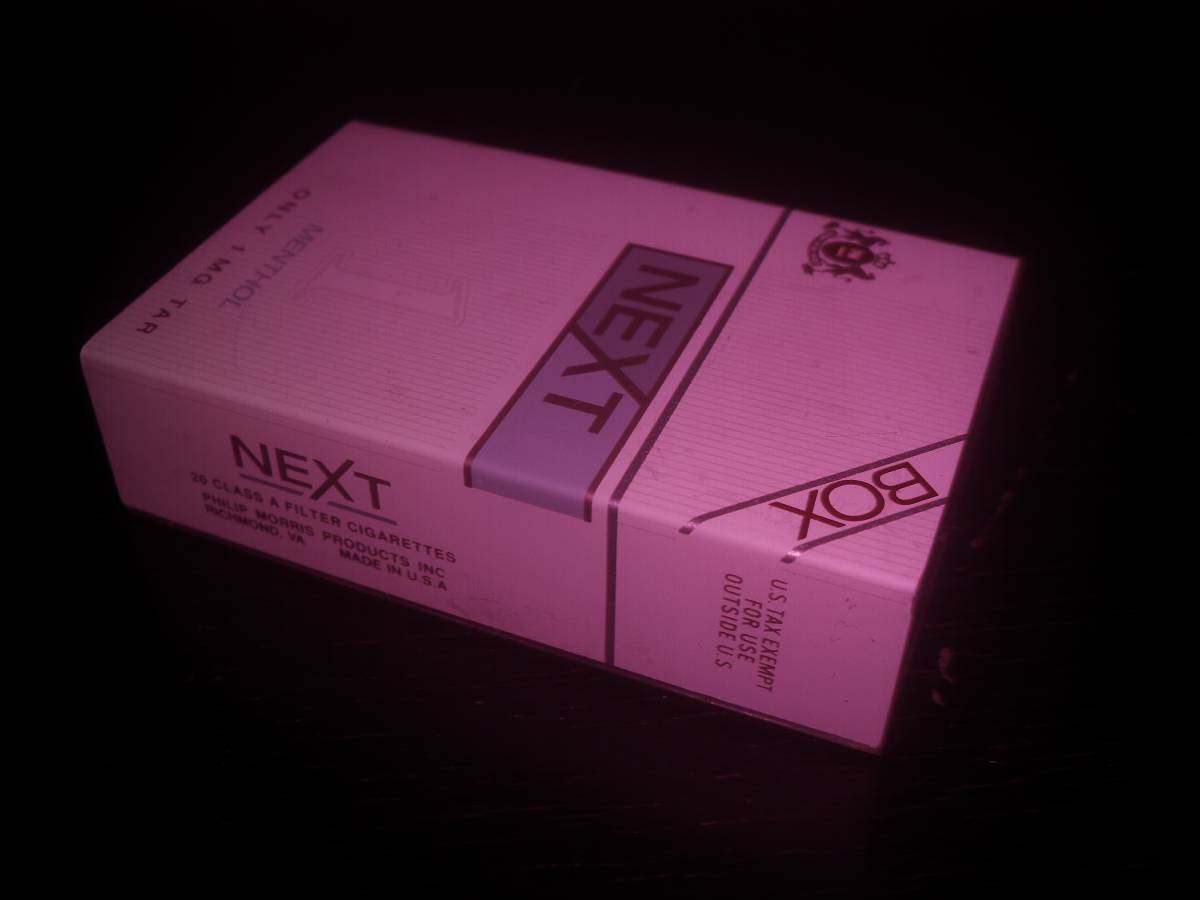 NEXT
1
MENTHOL
ONLY 1 MG TAR
BOX
NEXT
20 CLASS A FILTER CIGARETTES
PHILIP MORRIS PRODUCTS INC
RICHMOND, VA MADE IN U.S.A
U.S. TAX EXEMPT
FOR USE
OUTSIDE U.S